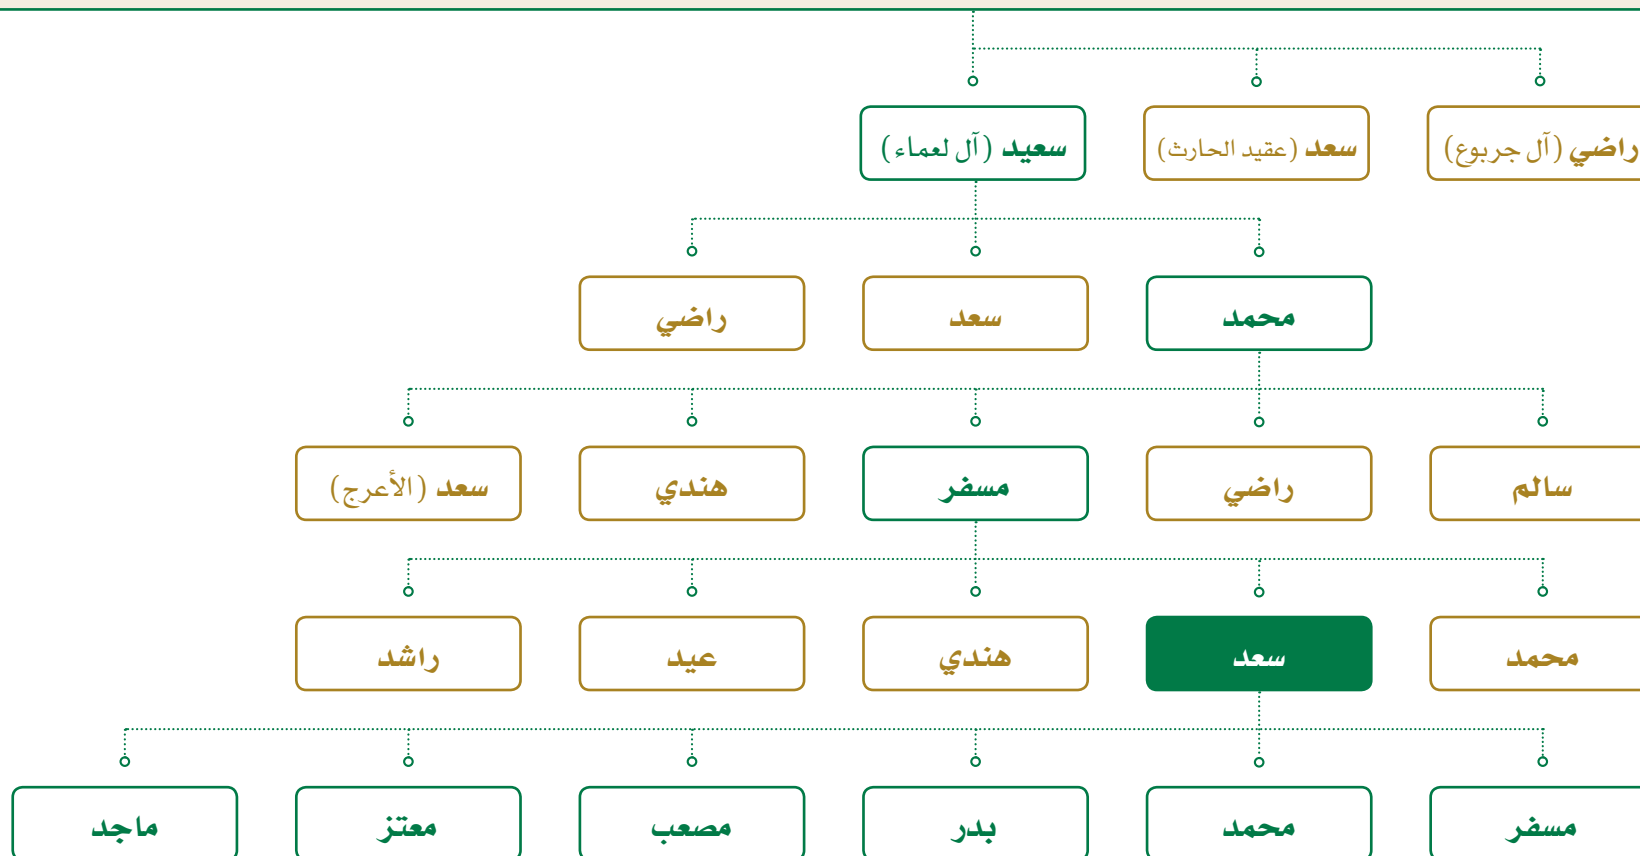 راضي (آل جربوع)
سعد (عقيد الحارث)
سعيد (آل لعماء)
محمد
سعد
راضي
سالم
راضي
مسفر
هندي
سعد (الأعرج)
محمد
سعد
هندي
عيد
راشد
مسفر
محمد
بدر
مصعب
معتز
ماجد